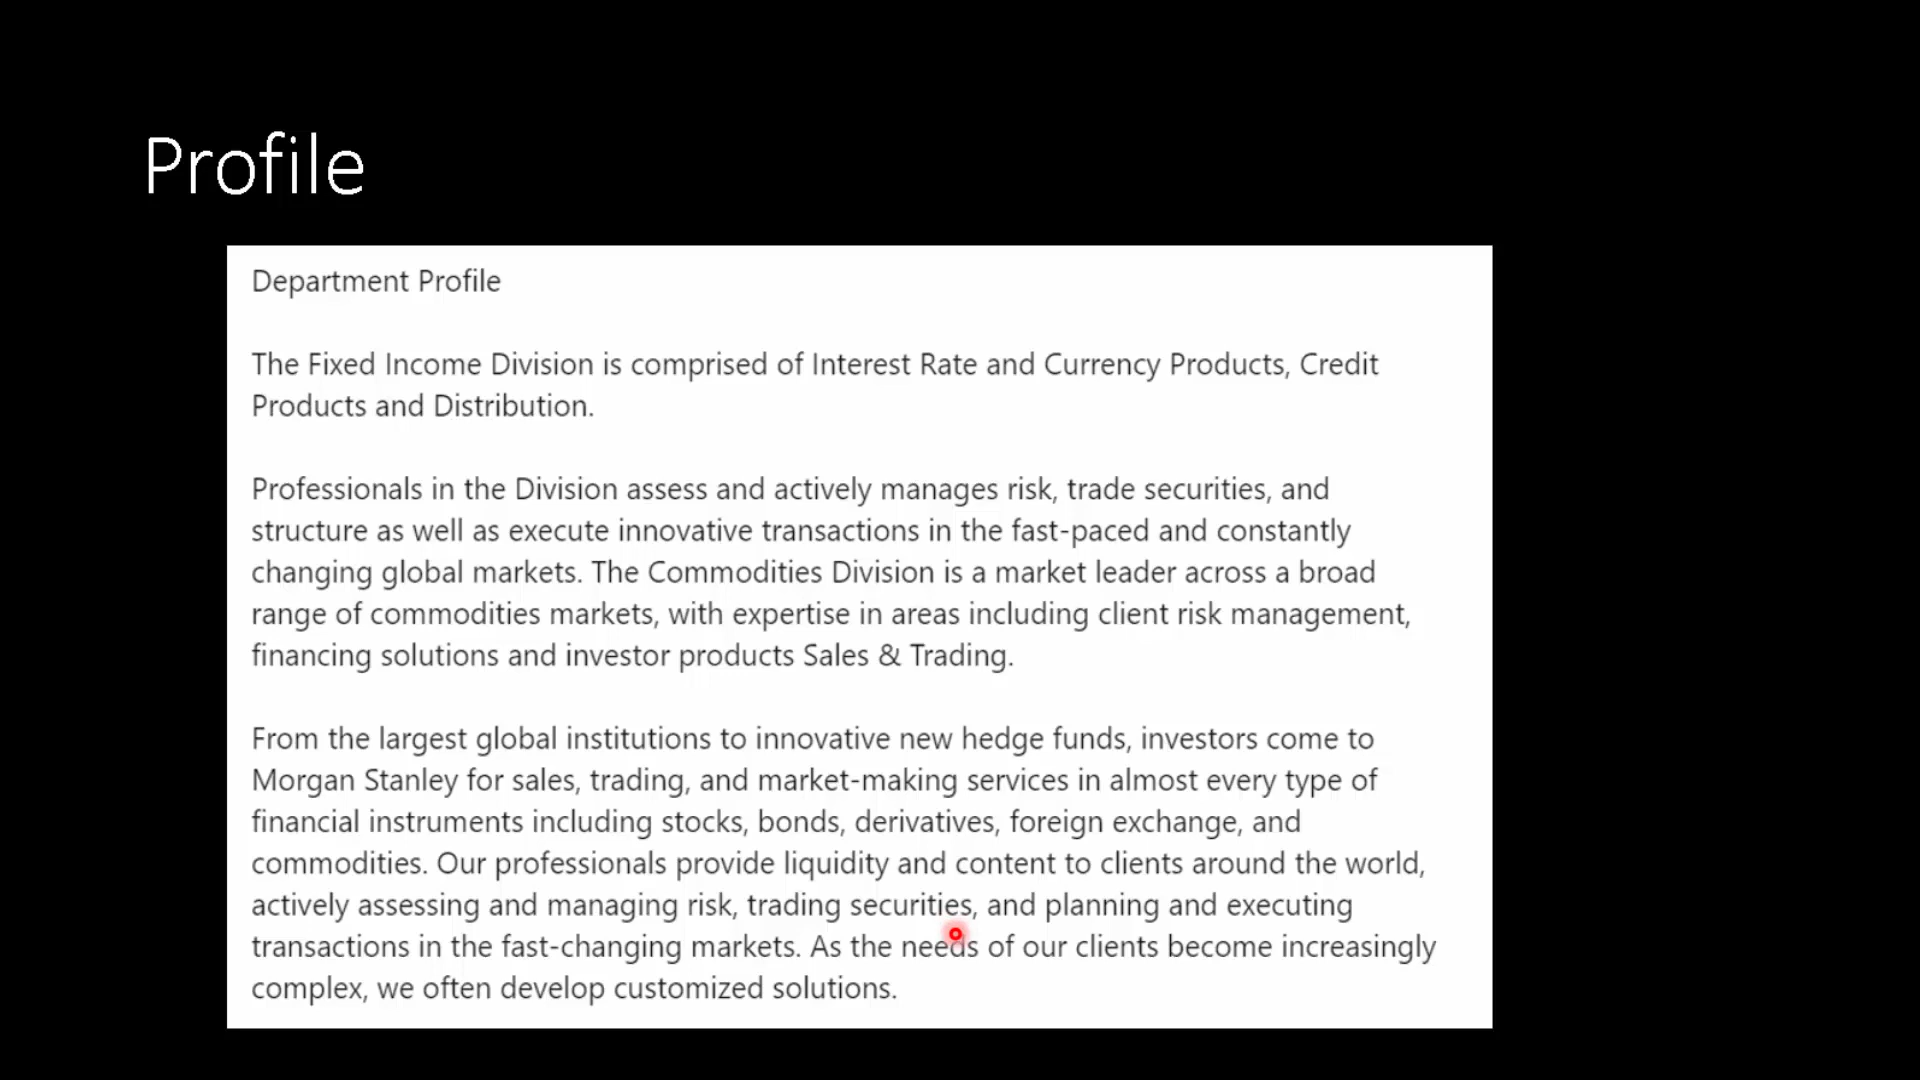 Profile
Department Profile
The Fixed Income Division is comprised of Interest Rate and Currency Products, Credit
Products and Distribution.
Professionals in the Division assess and actively manages risk, trade securities, and
structure as well as execute innovative transactions in the fast-paced and constantly
changing global markets. The Commodities Division is a market leader across a broad
range of commodities markets, with expertise in areas including client risk management,
financing solutions and investor products Sales & Trading.
From the largest global institutions to innovative new hedge funds, investors come to
Morgan Stanley for sales, trading, and market-making services in almost every type of
financial instruments including stocks, bonds, derivatives, foreign exchange, and
commodities. Our professionals provide liquidity and content to clients around the world,
actively assessing and managing risk, trading securities, and planning and executing
transactions in the fast-changing markets. As the needs of our clients become increasingly
complex, we often develop customized solutions.